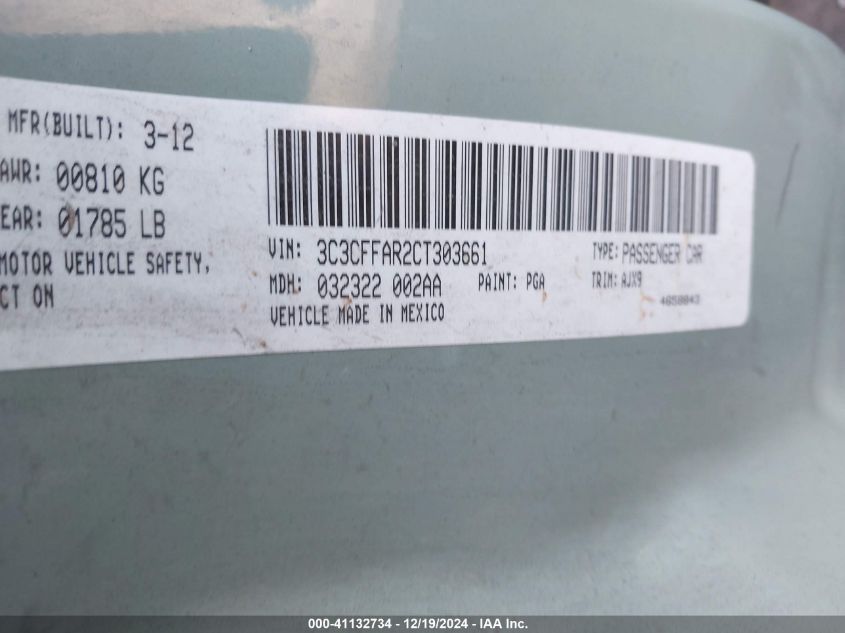 MFR(BUILT): 3-12
AWR: 00810 KG
EAR: 01785 LB
MOTOR VEHICLE SAFETY,
CT ON
VIN: 3C3CFFAR2CT303661 TYPE: PASSENGER CAR
MDH: 032322 002AA PAINT: PGA TRIM: AJX9
VEHICLE MADE IN MEXICO 4658843
000-41132734 - 12/19/2024 - IAA Inc.